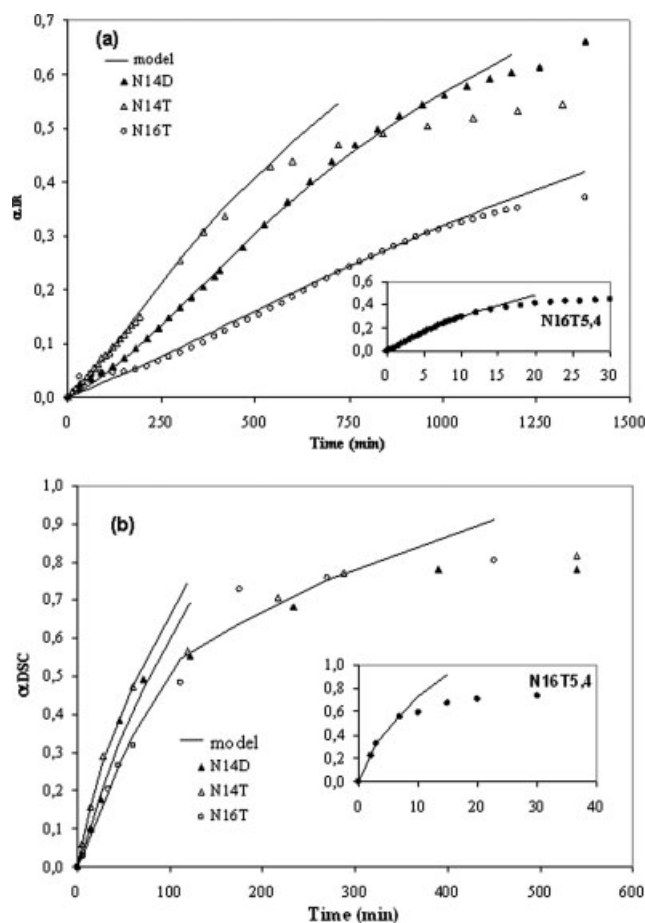 0,7
(a)
0,6
model
N14D
0,5
N14T
N16T
0,4
αIR
0,3
0,6
0,4
0,2
0,2
N16T5,4
0,1
0,0
0 5 10 15 20 25 30
0,0
0 250 500 750 1000 1250 1500
Time (min)
1,0
(b)
0,9
0,8
0,7
0,6
αDSC
0,5
1,0
N16T5,4
0,8
0,4
0,6
model
0,3
0,4
N14D
0,2
0,2
N14T
0,0
N16T
0 10 20 30 40
0,1
0,0
0 100 200 300 400 500 600
Time (min)